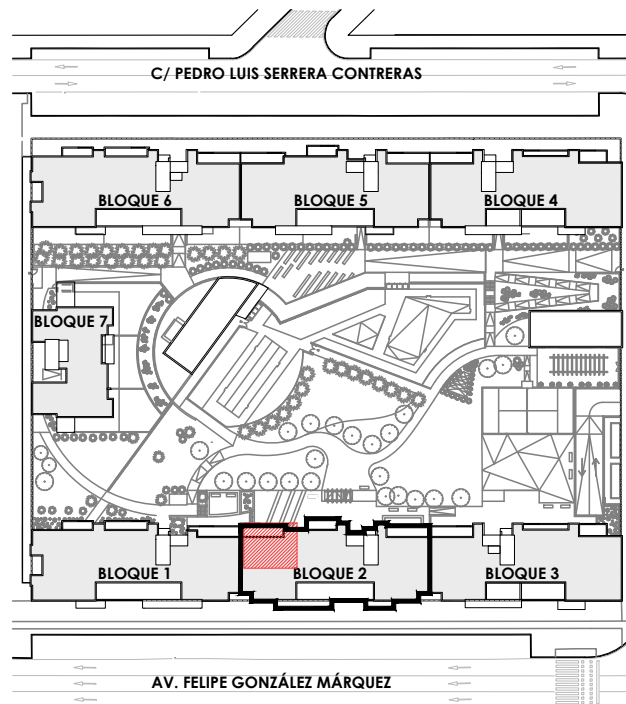 C/ PEDRO LUIS SERRERA CONTRERAS
BLOQUE 6
BLOQUE 5
BLOQUE 4
BLOQUE 7
BLOQUE 1
BLOQUE 2
BLOQUE 3
AV. FELIPE GONZÁLEZ MÁRQUEZ